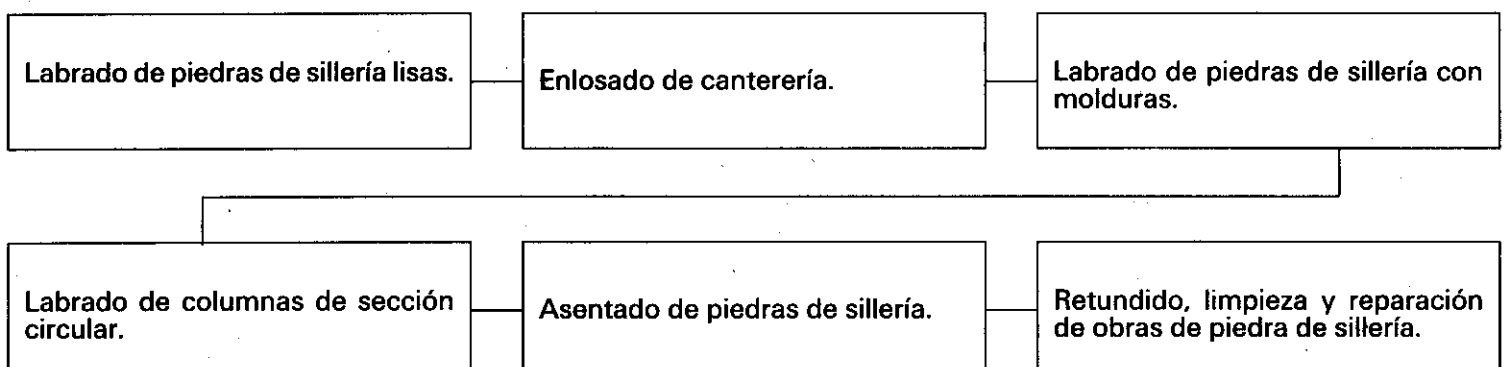 Labrado de piedras de sillería lisas.
Enlosado de canterería.
Labrado de piedras de sillería con
molduras.
Labrado de columnas de sección
circular.
Asentado de piedras de sillería.
Retundido, limpieza y reparación
de obras de piedra de sillería.